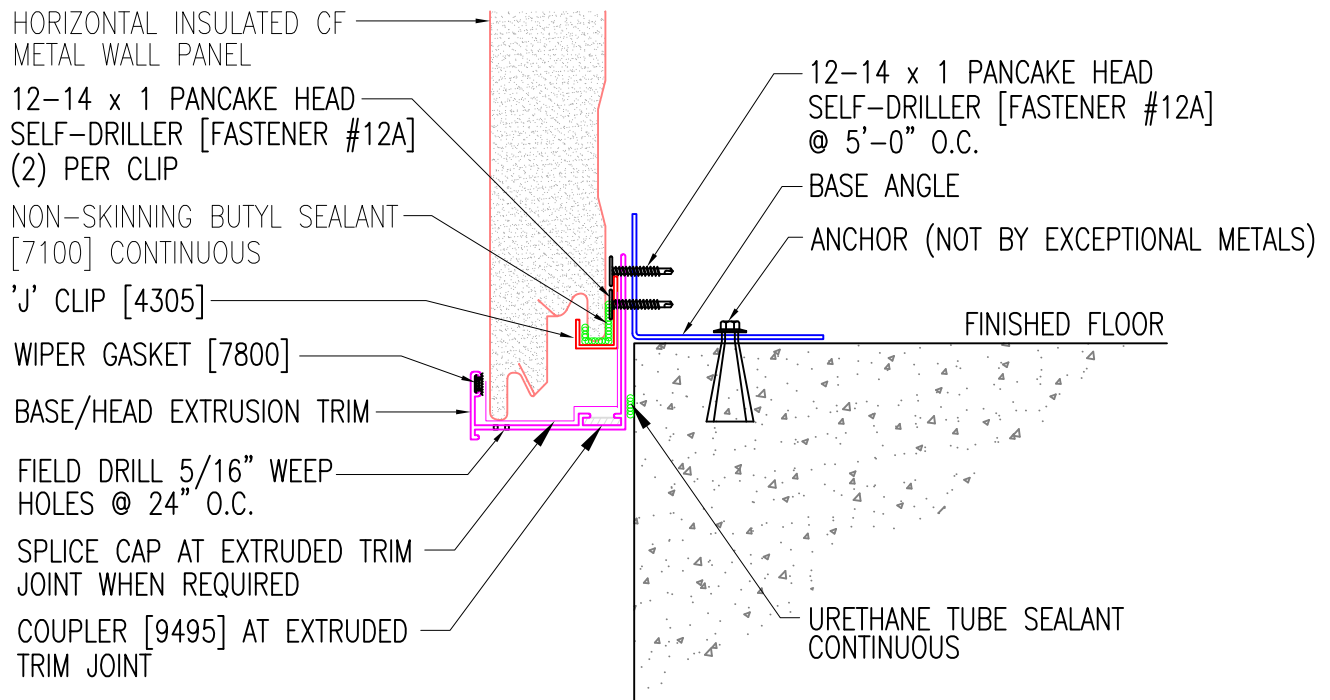 HORIZONTAL INSULATED CF
METAL WALL PANEL
12-14 x 1 PANCAKE HEAD
SELF-DRILLER [FASTENER #12A]
(2) PER CLIP
NON-SKINNING BUTYL SEALANT
[7100] CONTINUOUS
'J' CLIP [4305]
WIPER GASKET [7800]
BASE/HEAD EXTRUSION TRIM
FIELD DRILL 5/16" WEEP
HOLES @ 24" O.C.
SPLICE CAP AT EXTRUDED TRIM
JOINT WHEN REQUIRED
COUPLER [9495] AT EXTRUDED
TRIM JOINT
12-14 x 1 PANCAKE HEAD
SELF-DRILLER [FASTENER #12A]
@ 5'-0" O.C.
BASE ANGLE
ANCHOR (NOT BY EXCEPTIONAL METALS)
FINISHED FLOOR
URETHANE TUBE SEALANT
CONTINUOUS